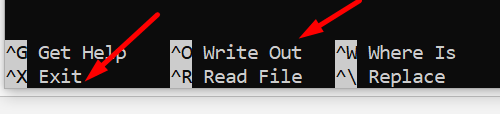 ^G Get Help ^O Write Out ^W Where Is
^X Exit ^R Read File ^\ Replace